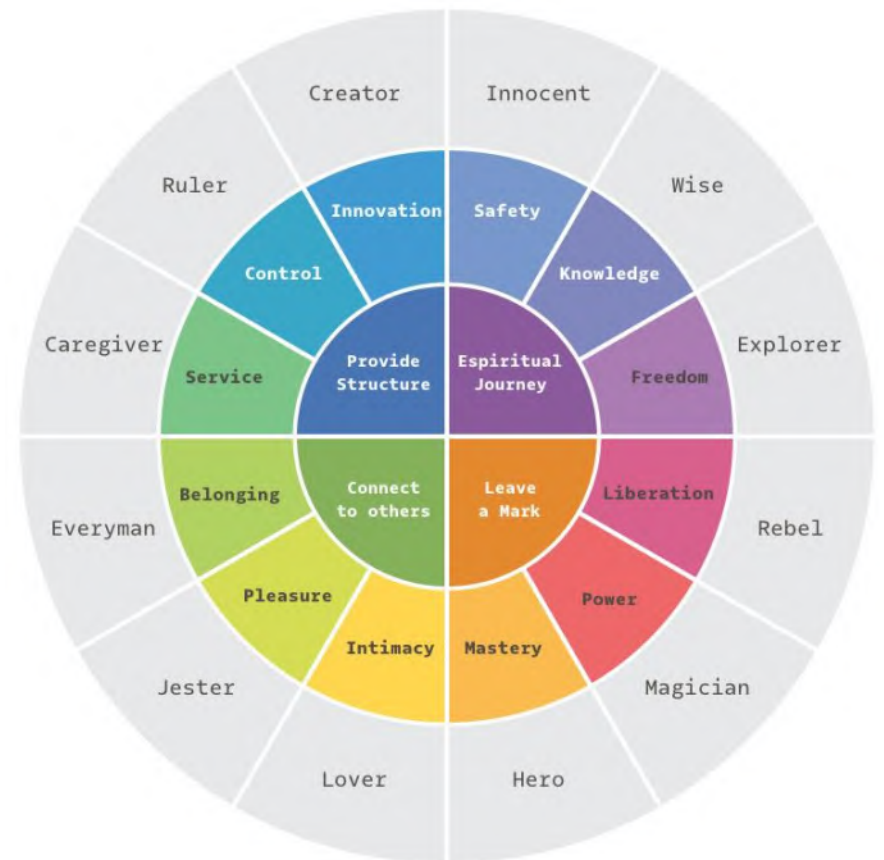 Creator
Innocent
Ruler
Wise
Innovation
Safety
Control
Knowledge
Caregiver
Explorer
Service
Provide
Structure
Espiritual
Journey
Freedom
Belonging
Connect
to others
Leave
a Mark
Liberation
Everyman
Rebel
Pleasure
Power
Intimacy
Mastery
Jester
Magician
Lover
Hero